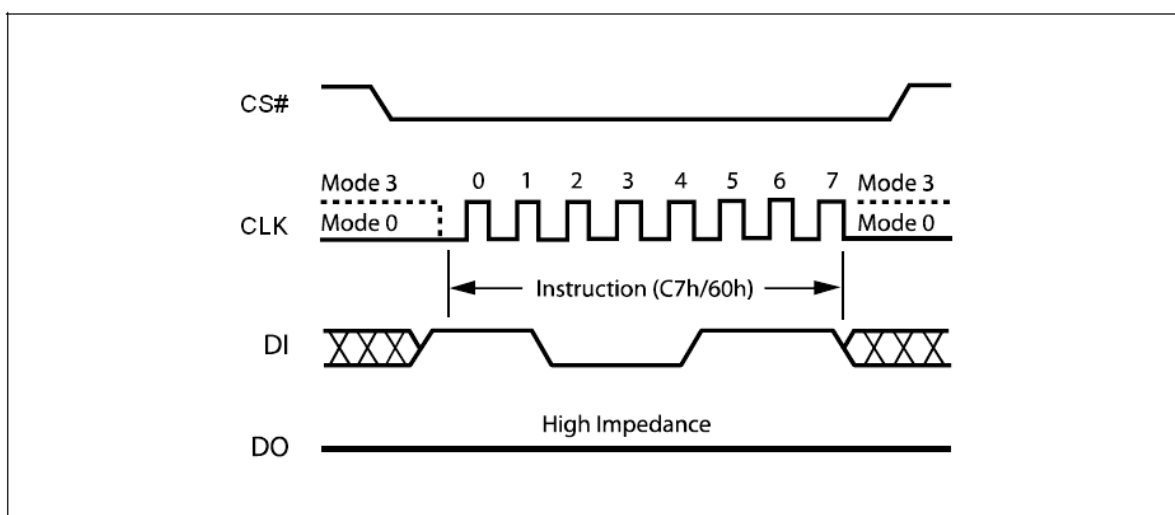 CS#
Mode 3 0 1 2 3 4 5 6 7 Mode 3
CLK Mode 0 Mode 0
Instruction (C7h/60h)
DI
High Impedance
DO